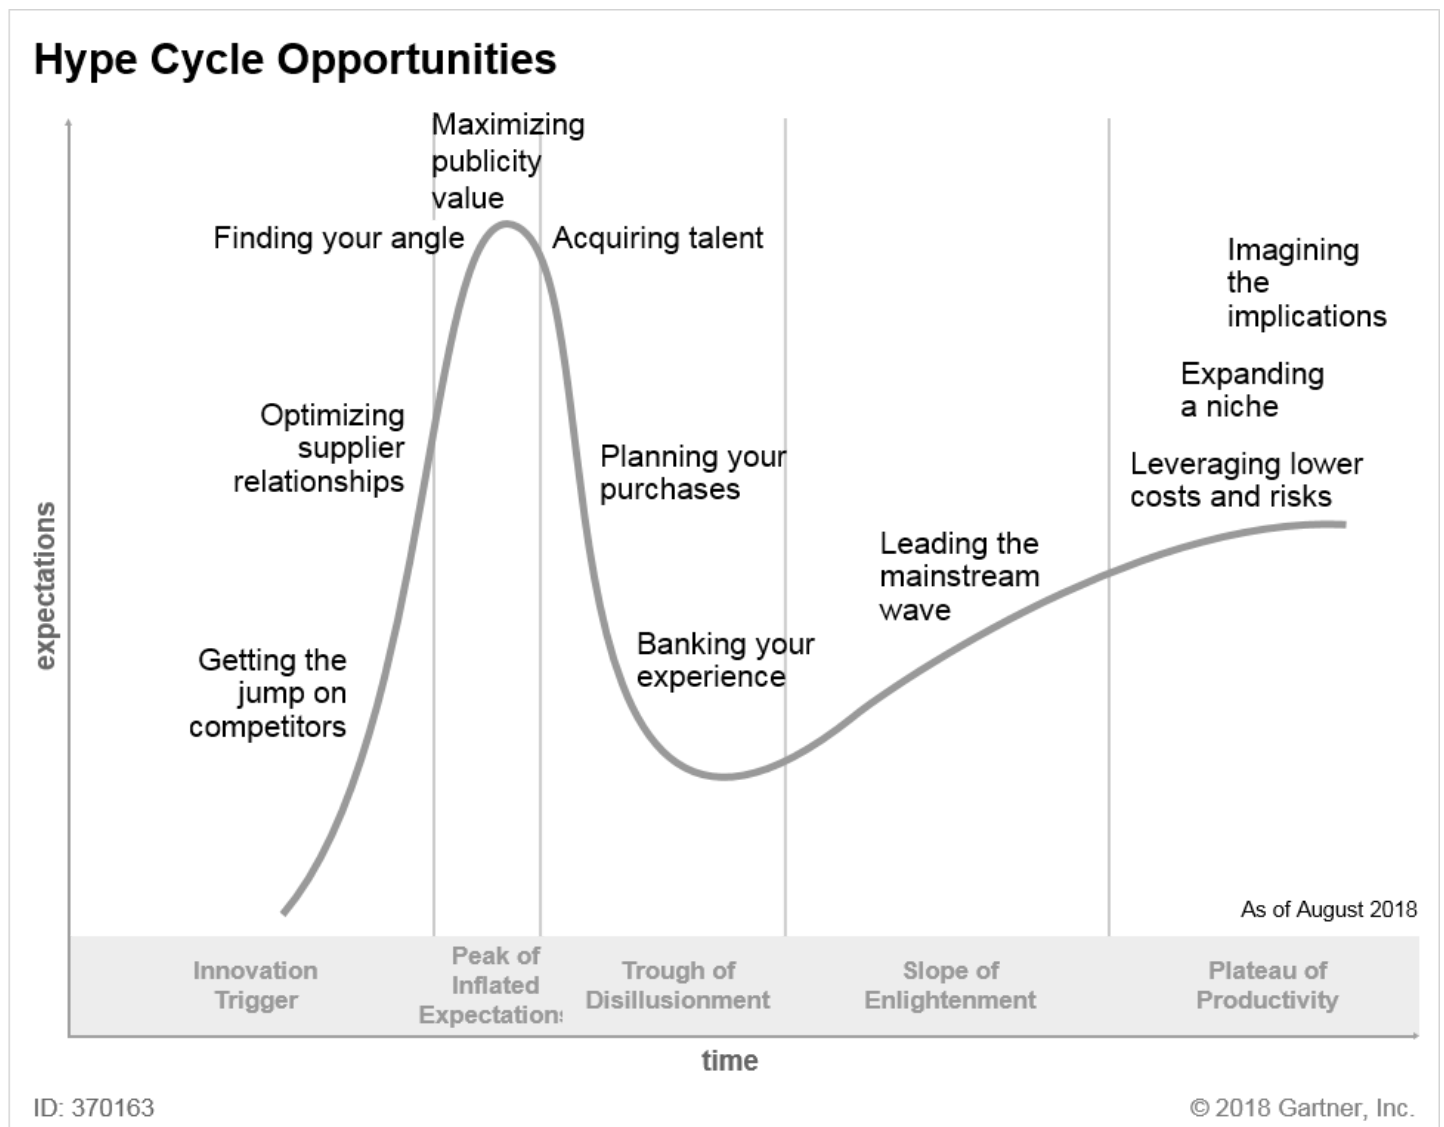 Hype Cycle Opportunities
Maximizing
publicity
value
Finding your angle
Acquiring talent
Imagining
the
implications
Expanding
a niche
Optimizing
supplier
relationships
Planning your
purchases
Leveraging lower
costs and risks
Leading the
mainstream
wave
Banking your
experience
Getting the
jump on
competitors
expectations
As of August 2018
Innovation
Trigger
Peak of
Inflated
Expectations
Trough of
Disillusionment
Slope of
Enlightenment
Plateau of
Productivity
time
ID: 370163
© 2018 Gartner, Inc.